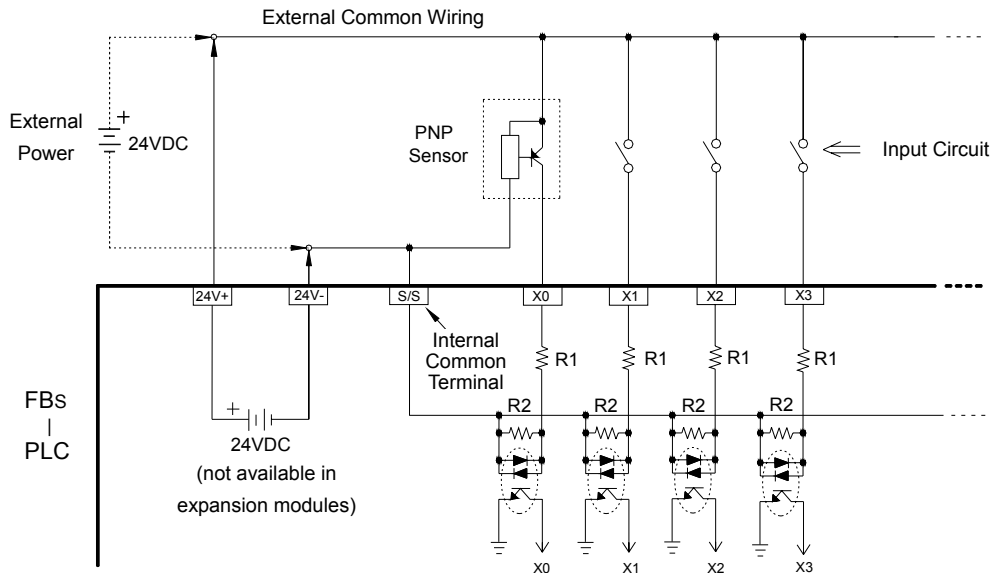 External Common Wiring
External
Power
+
24VDC
PNP
Sensor
Input Circuit
24V+ 24V- S/S X0 X1 X2 X3
Internal
Common
Terminal
R1 R1 R1 R1
FBs
PLC
+
24VDC
(not available in
expansion modules)
R2 R2 R2 R2
X0 X1 X2 X3